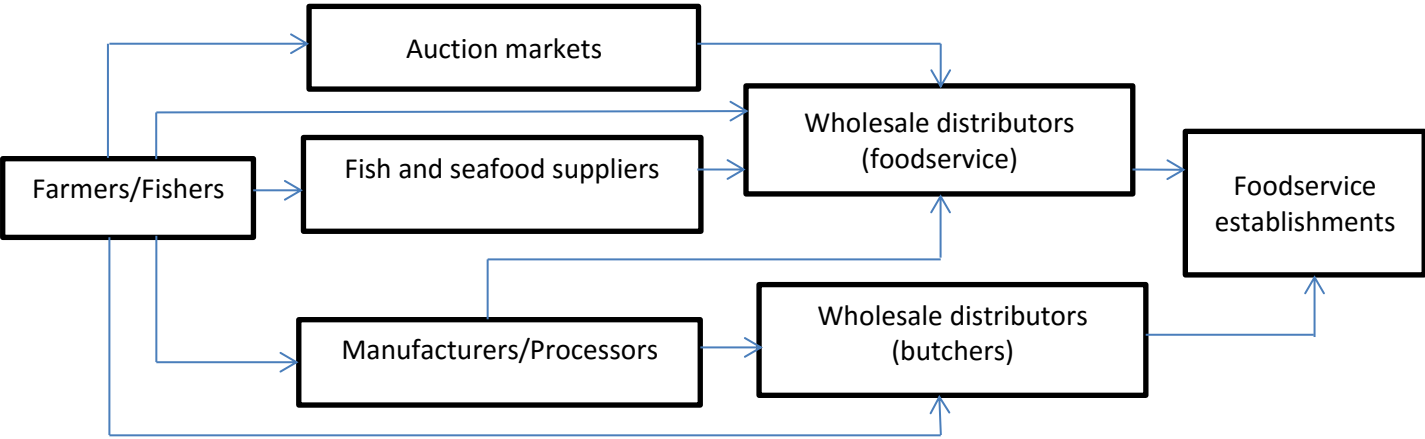 Auction markets
Wholesale distributors
(foodservice)
Farmers/Fishers
Fish and seafood suppliers
Foodservice
establishments
Manufacturers/Processors
Wholesale distributors
(butchers)